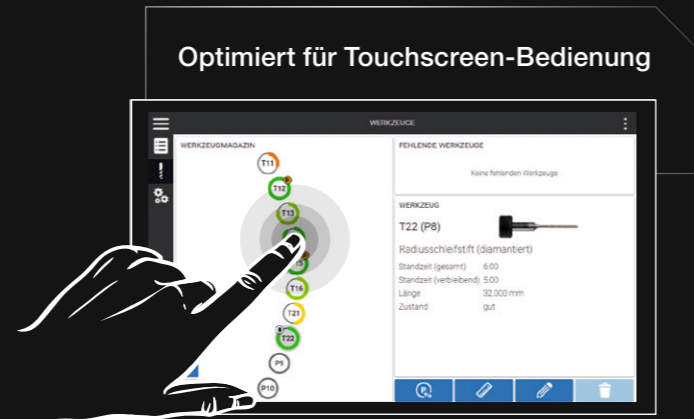 Optimiert für Touchscreen-Bedienung
WERKZEUGE
WERKZEUGMAGAZIN
T11
T12
T13
T16
T21
T22
P9
P10
FEHLENDE WERKZEUGE
Keine fehlenden Werkzeuge
WERKZEUG
T22 (P8)
Radiusschleifstift (diamantiert)
Standzeit (gesamt) 6:00
Standzeit (verbleibend) 5:00
Länge 32,000 mm
Zustand gut